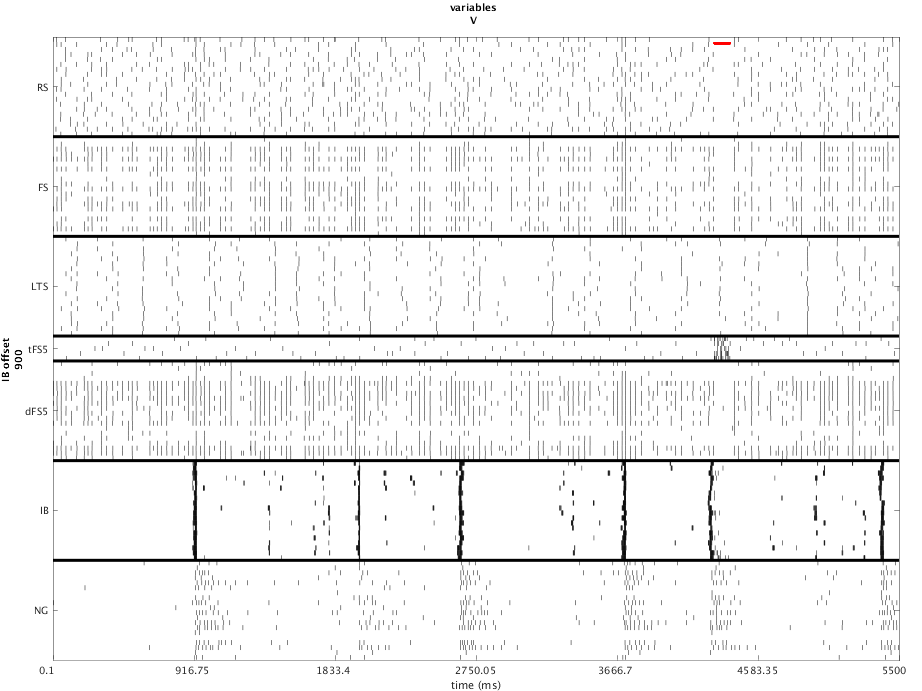 variables
V
RS
FS
LTS
tFS5
dFS5
IB
NG
IB offset
900
0.1 916.75 1833.4 2750.05 3666.7 4583.35 5500
time (ms)